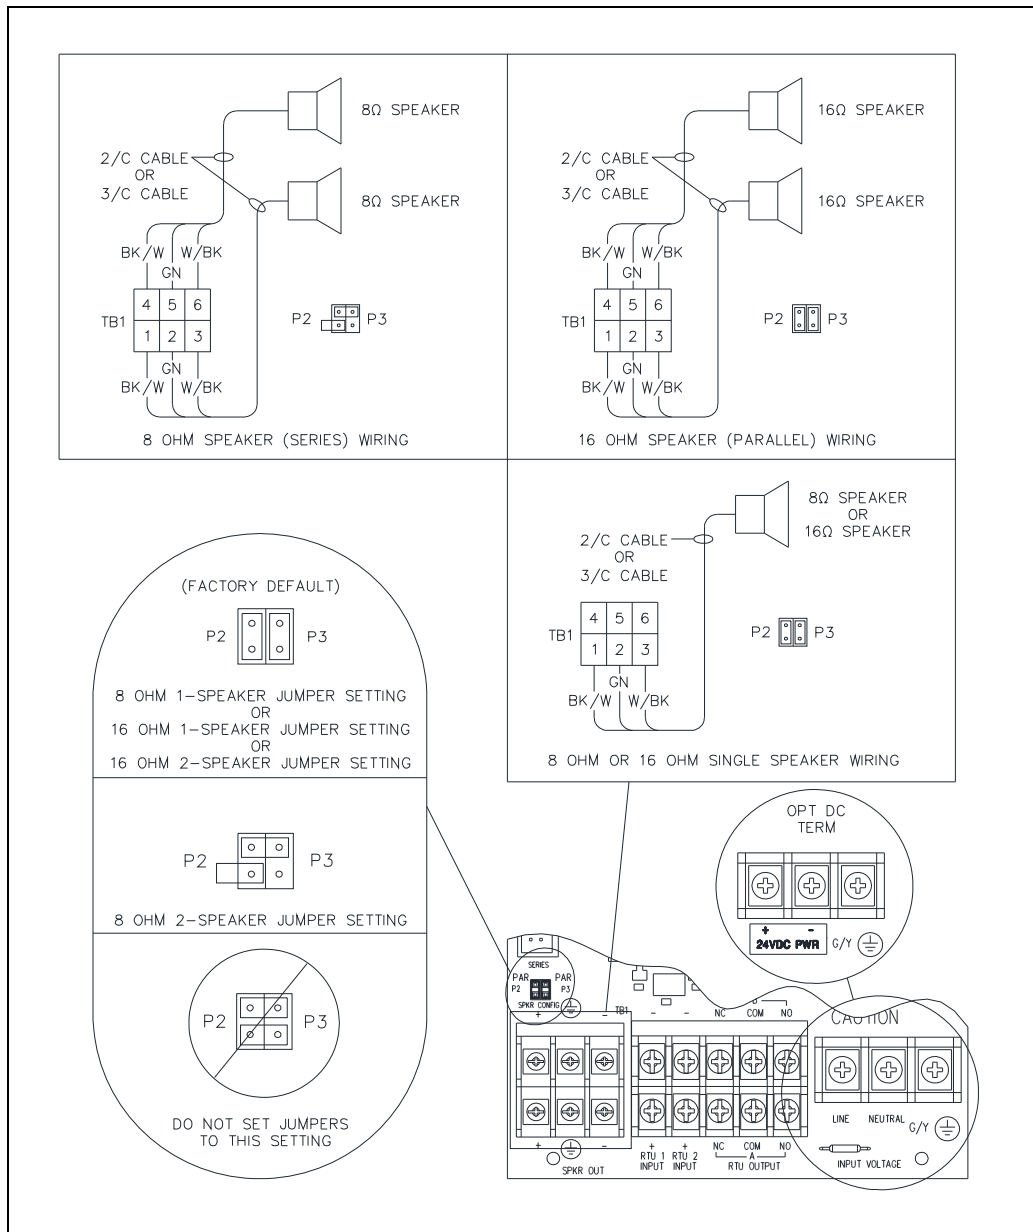 8Ω SPEAKER
2/C CABLE
OR
3/C CABLE
8Ω SPEAKER
BK/W W/BK
GN
4 5 6
TB1
1 2 3
P2 P3
GN
BK/W W/BK
8 OHM SPEAKER (SERIES) WIRING
16Ω SPEAKER
2/C CABLE
OR
3/C CABLE
16Ω SPEAKER
BK/W W/BK
GN
4 5 6
TB1
1 2 3
P2 P3
GN
BK/W W/BK
16 OHM SPEAKER (PARALLEL) WIRING
8Ω SPEAKER
OR
16Ω SPEAKER
2/C CABLE
OR
3/C CABLE
4 5 6
TB1
1 2 3
P2 P3
GN
BK/W W/BK
8 OHM OR 16 OHM SINGLE SPEAKER WIRING
(FACTORY DEFAULT)
P2 P3
8 OHM 1-SPEAKER JUMPER SETTING
OR
16 OHM 1-SPEAKER JUMPER SETTING
OR
16 OHM 2-SPEAKER JUMPER SETTING
P2 P3
8 OHM 2-SPEAKER JUMPER SETTING
P2 P3
DO NOT SET JUMPERS
TO THIS SETTING
OPT DC
TERM
+ -
24VDC PWR G/Y
SERIES
PAR PAR
P2 P3
SPKR CONFIG
+ -
TB1
- - NC COM NO
CAUTION
LINE NEUTRAL G/Y
INPUT VOLTAGE
+ -
SPKR OUT
+ + NC COM NO
RTU 1 RTU 2 A
INPUT INPUT RTU OUTPUT